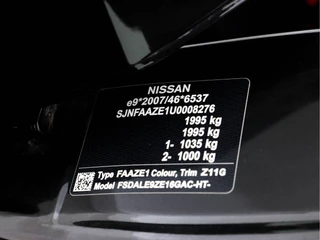 NISSAN
e9*2007/46*6537
SJNFAAZE1U0008276
1995 kg
1995 kg
1- 1035 kg
2- 1000 kg
Type FAAZE1 Colour, Trim Z11G
Model FSDALE9ZE16GAC-HT-